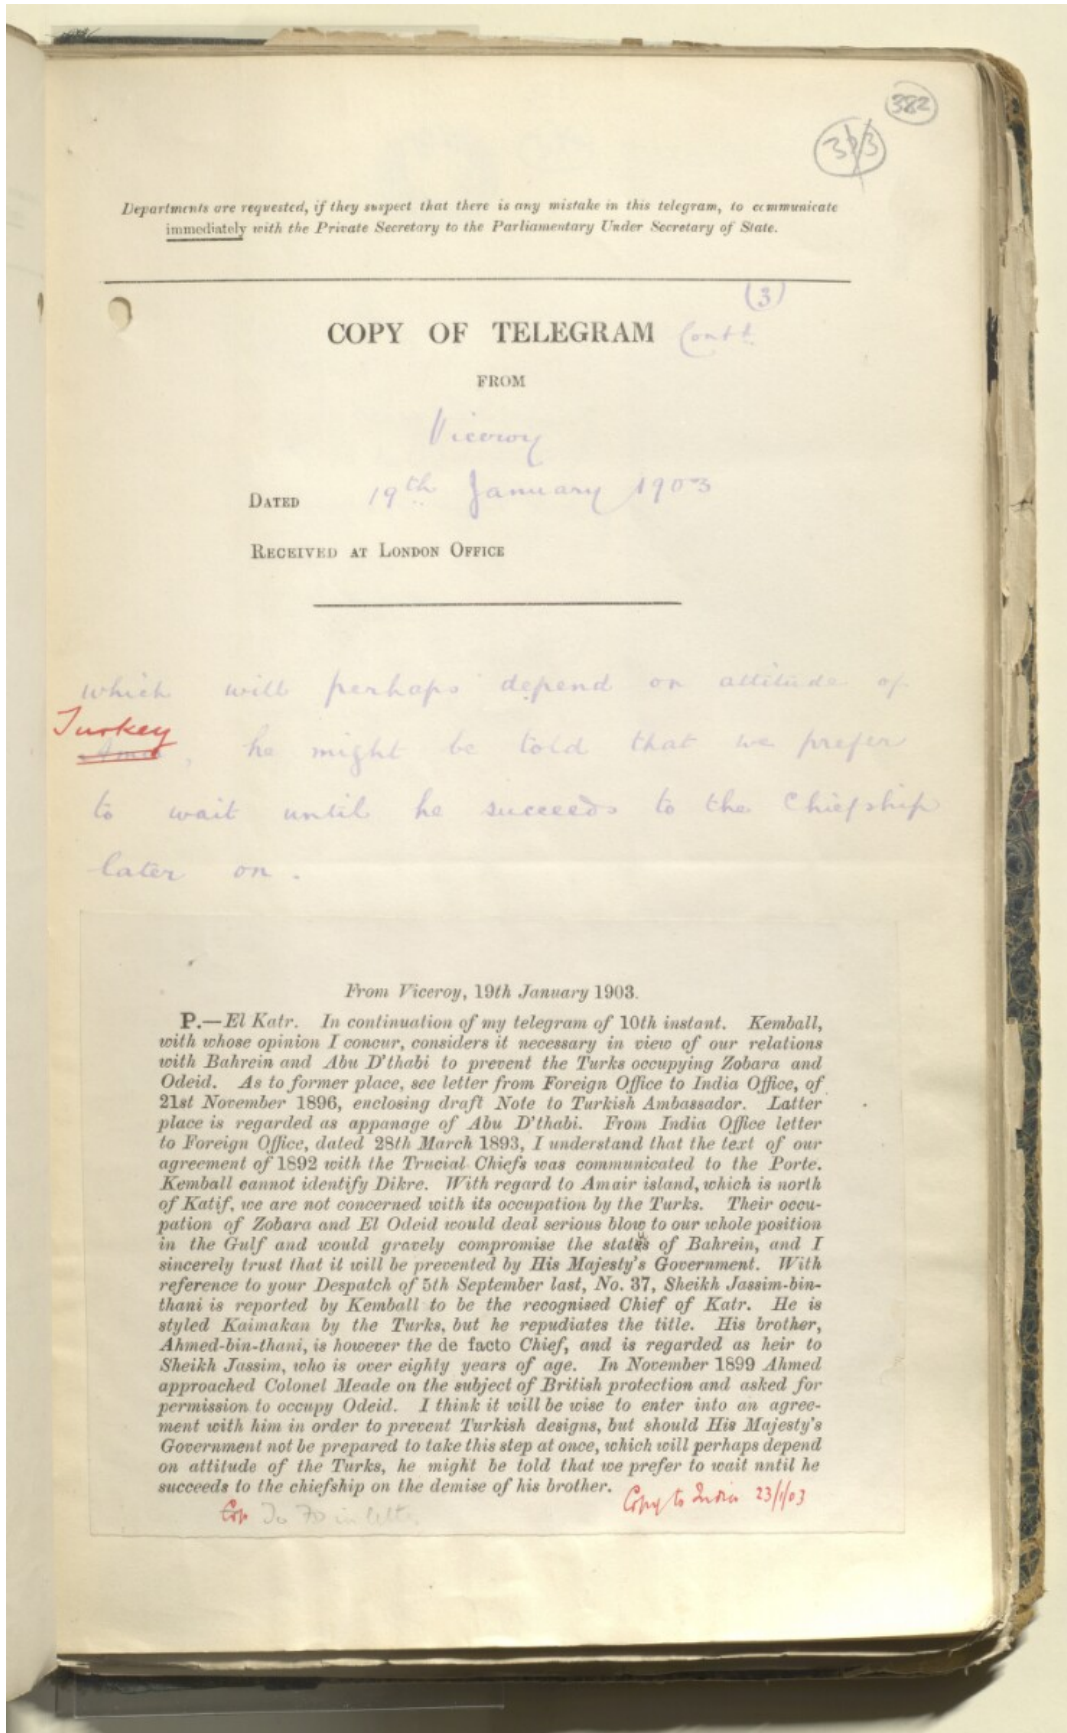 382
Departments are requested, if they suspect that there is any mistake in this telegram, to communicate
immediately with the Private Secretary to the Parliamentary Under Secretary of State.
(3)
COPY OF TELEGRAM Contd.
FROM
Viceroy
DATED 19th January 1903
RECEIVED AT LONDON OFFICE
which will perhaps depend on attitude of
Turkey
, he might be told that we prefer
to wait until he succeeds to the Chiefship
later on.
From Viceroy, 19th January 1903.
P.—El Katr. In continuation of my telegram of 10th instant. Kemball,
with whose opinion I concur, considers it necessary in view of our relations
with Bahrein and Abu D'thabi to prevent the Turks occupying Zobara and
Odeid. As to former place, see letter from Foreign Office to India Office, of
21st November 1896, enclosing draft Note to Turkish Ambassador. Latter
place is regarded as appanage of Abu D'thabi. From India Office letter
to Foreign Office, dated 28th March 1893, I understand that the text of our
agreement of 1892 with the Trucial Chiefs was communicated to the Porte.
Kemball cannot identify Dikre. With regard to Amair island, which is north
of Katif, we are not concerned with its occupation by the Turks. Their occu-
pation of Zobara and El Odeid would deal serious blow to our whole position
in the Gulf and would gravely compromise the states of Bahrein, and I
sincerely trust that it will be prevented by His Majesty's Government. With
reference to your Despatch of 5th September last, No. 37, Sheikh Jassim-bin-
thani is reported by Kemball to be the recognised Chief of Katr. He is
styled Kaimakan by the Turks, but he repudiates the title. His brother,
Ahmed-bin-thani, is however the de facto Chief, and is regarded as heir to
Sheikh Jassim, who is over eighty years of age. In November 1899 Ahmed
approached Colonel Meade on the subject of British protection and asked for
permission to occupy Odeid. I think it will be wise to enter into an agree-
ment with him in order to prevent Turkish designs, but should His Majesty's
Government not be prepared to take this step at once, which will perhaps depend
on attitude of the Turks, he might be told that we prefer to wait nntil he
succeeds to the chiefship on the demise of his brother.
Copy to India 23/1/03
Cop To FO in letter